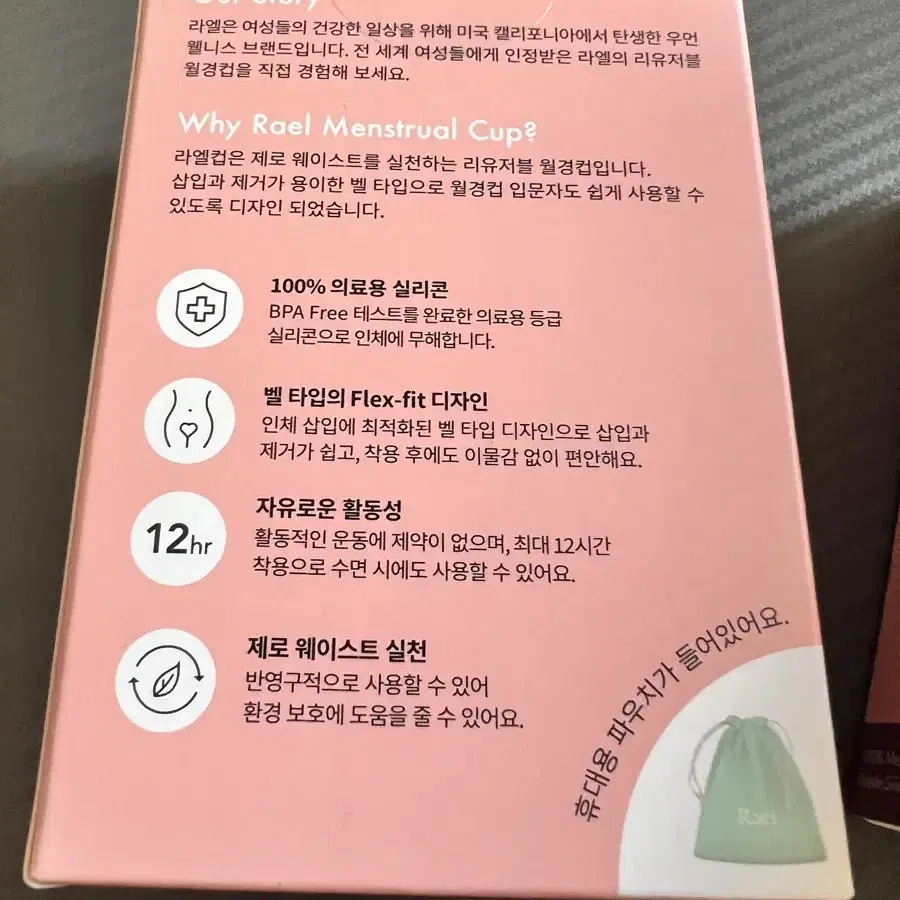 Our Story
라엘은 여성들의 건강한 일상을 위해 미국 캘리포니아에서 탄생한 우먼
웰니스 브랜드입니다. 전 세계 여성들에게 인정받은 라엘의 리유저블
월경컵을 직접 경험해 보세요.
Why Rael Menstrual Cup?
라엘컵은 제로 웨이스트를 실천하는 리유저블 월경컵입니다.
삽입과 제거가 용이한 벨 타입으로 월경컵 입문자도 쉽게 사용할 수
있도록 디자인 되었습니다.
100% 의료용 실리콘
BPA Free 테스트를 완료한 의료용 등급
실리콘으로 인체에 무해합니다.
벨 타입의 Flex-fit 디자인
인체 삽입에 최적화된 벨 타입 디자인으로 삽입과
제거가 쉽고, 착용 후에도 이물감 없이 편안해요.
12hr
자유로운 활동성
활동적인 운동에 제약이 없으며, 최대 12시간
착용으로 수면 시에도 사용할 수 있어요.
제로 웨이스트 실천
반영구적으로 사용할 수 있어
환경 보호에 도움을 줄 수 있어요.
휴대용 파우치가 들어있어요.
Rael